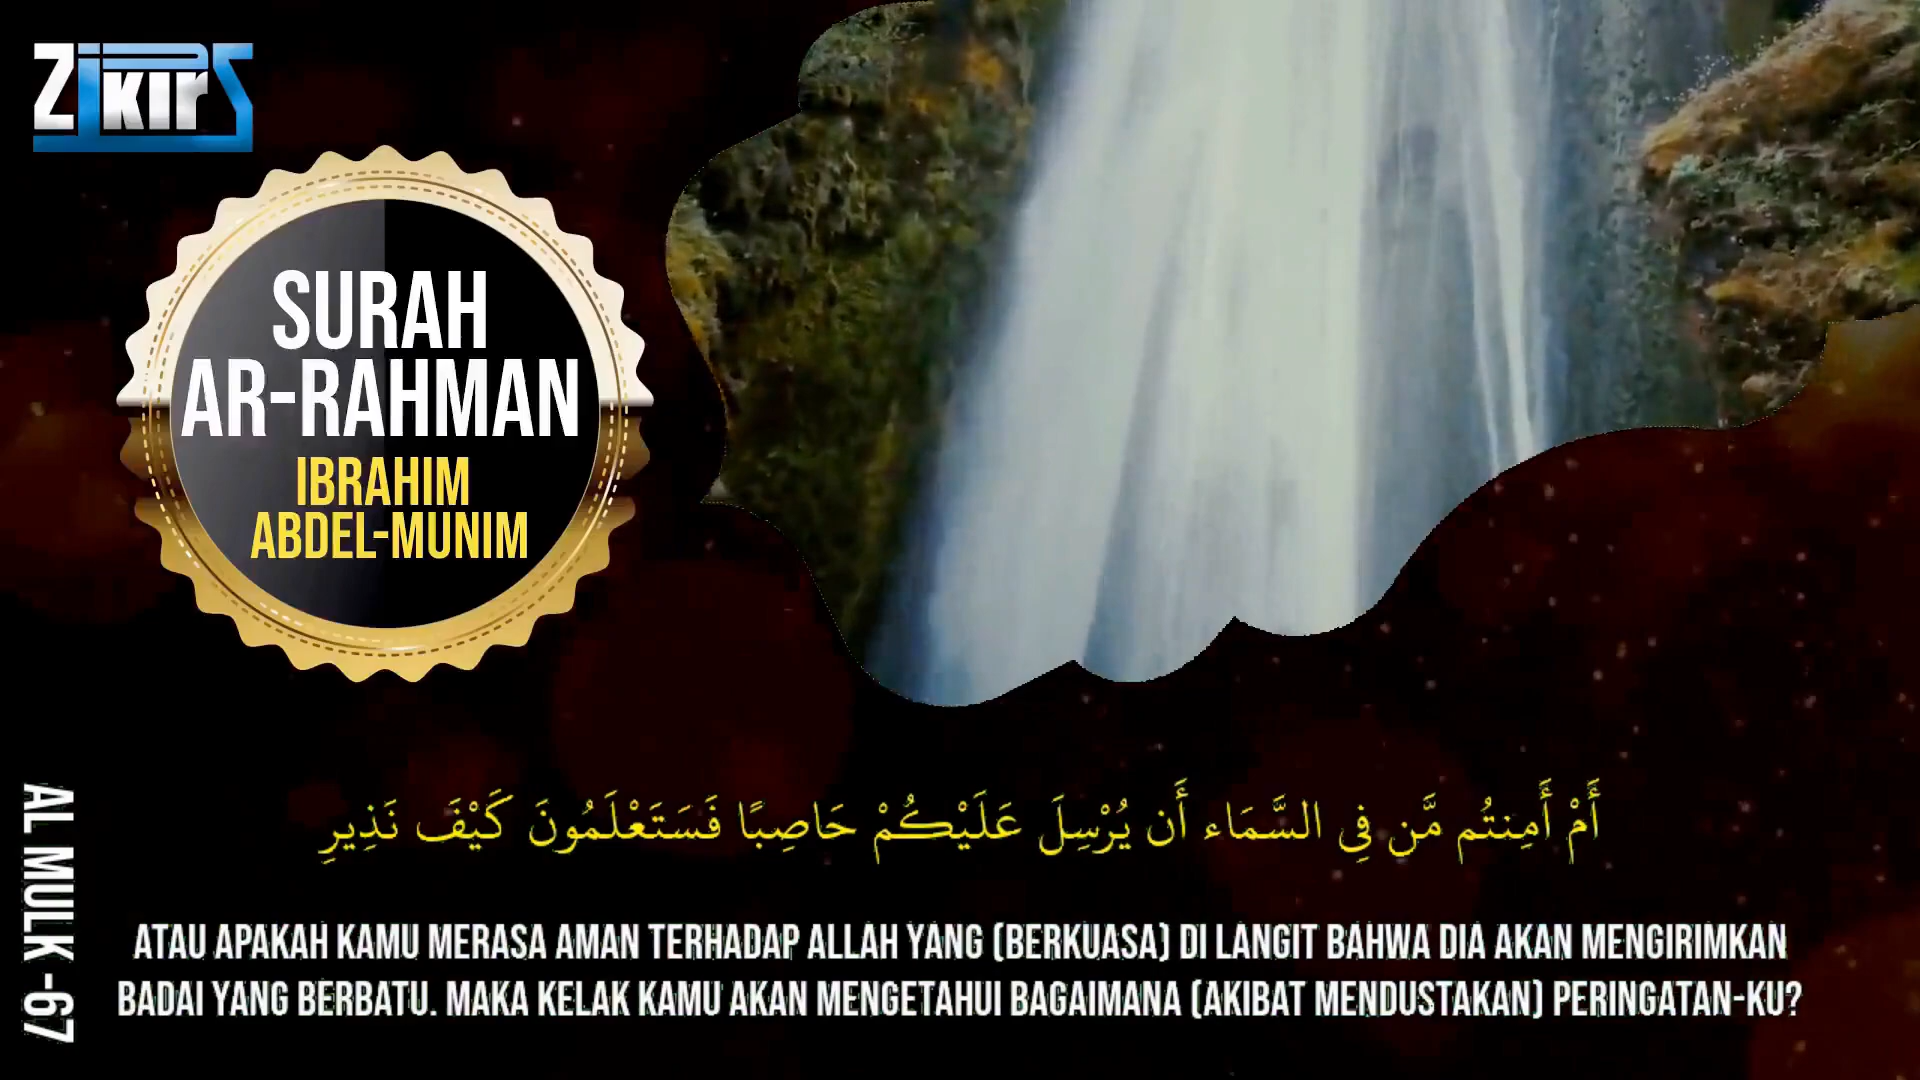 ZikirS
SURAH
AR-RAHMAN
IBRAHIM
ABDEL-MUNIM
أَمْ أَمِنتُم مَّن فِي السَّمَاء أَن يُرْسِلَ عَلَيْكُمْ حَاصِبًا فَسَتَعْلَمُونَ كَيْفَ نَذِيرِ
ATAU APAKAH KAMU MERASA AMAN TERHADAP ALLAH YANG (BERKUASA) DI LANGIT BAHWA DIA AKAN MENGIRIMKAN
BADAI YANG BERBATU. MAKA KELAK KAMU AKAN MENGETAHUI BAGAIMANA (AKIBAT MENDUSTAKAN) PERINGATAN-KU?
AL MULK -67